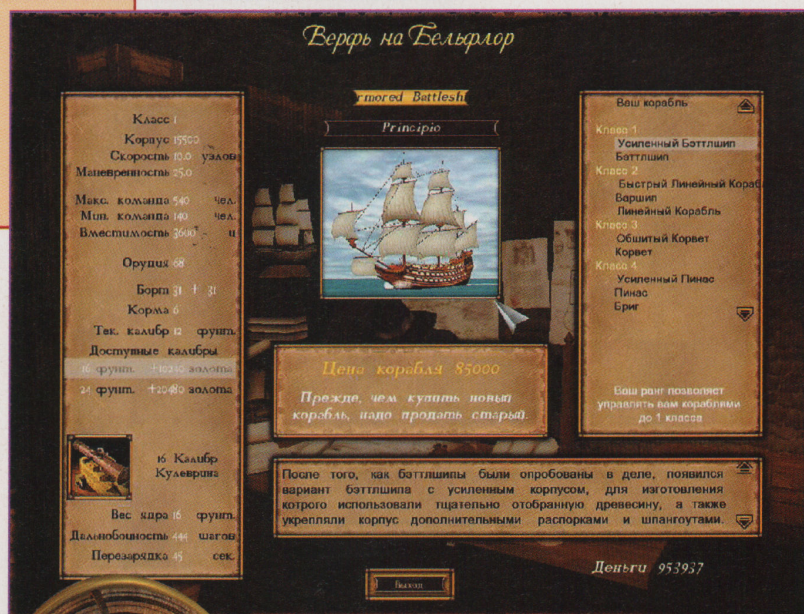 Верфь на Бельфлор
Класс 1
Корпус 15500
Скорость 10.0 узлов
Маневренность 25.0
Макс. команда 540 чел.
Мин. команда 140 чел.
Вместимость 3600 ц
Орудия 68
Борт 31 + 31
Корма 6
Тек. калибр 12 фунт.
Доступные калибры
16 фунт. +10240 золота
24 фунт. +20480 золота
16 Калибр
Кулеврина
Вес ядра 16 фунт.
Дальнобойность 444 шагов
Перезарядка 45 сек.
rmored Battlesh
Principio
Цена корабля 85000
Прежде, чем купить новый
корабль, надо продать старый.
Ваш корабль
Класс 1
Усиленный Бэттлшип
Бэттлшип
Класс 2
Быстрый Линейный Кораб
Варшип
Линейный Корабль
Класс 3
Обшитый Корвет
Корвет
Класс 4
Усиленный Пинас
Пинас
Бриг
Ваш ранг позволяет
управлять вам кораблями
до 1 класса
После того, как бэттлшипы были опробованы в деле, появился
вариант бэттлшипа с усиленным корпусом, для изготовления
котрого использовали тщательно отобранную древесину, а также
укрепляли корпус дополнительными распорками и шпангоутами.
Деньги 953937
Выход